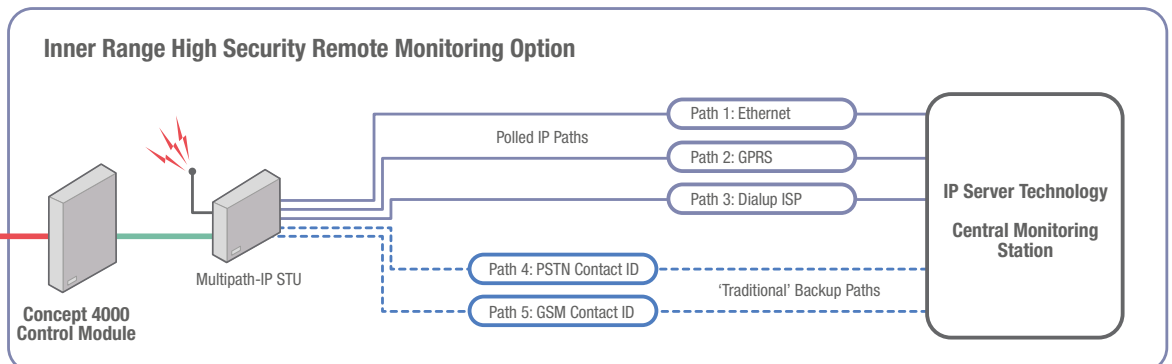 Inner Range High Security Remote Monitoring Option
Path 1: Ethernet
Polled IP Paths
Path 2: GPRS
Path 3: Dialup ISP
IP Server Technology
Central Monitoring
Station
Multipath-IP STU
Path 4: PSTN Contact ID
'Traditional' Backup Paths
Path 5: GSM Contact ID
Concept 4000
Control Module